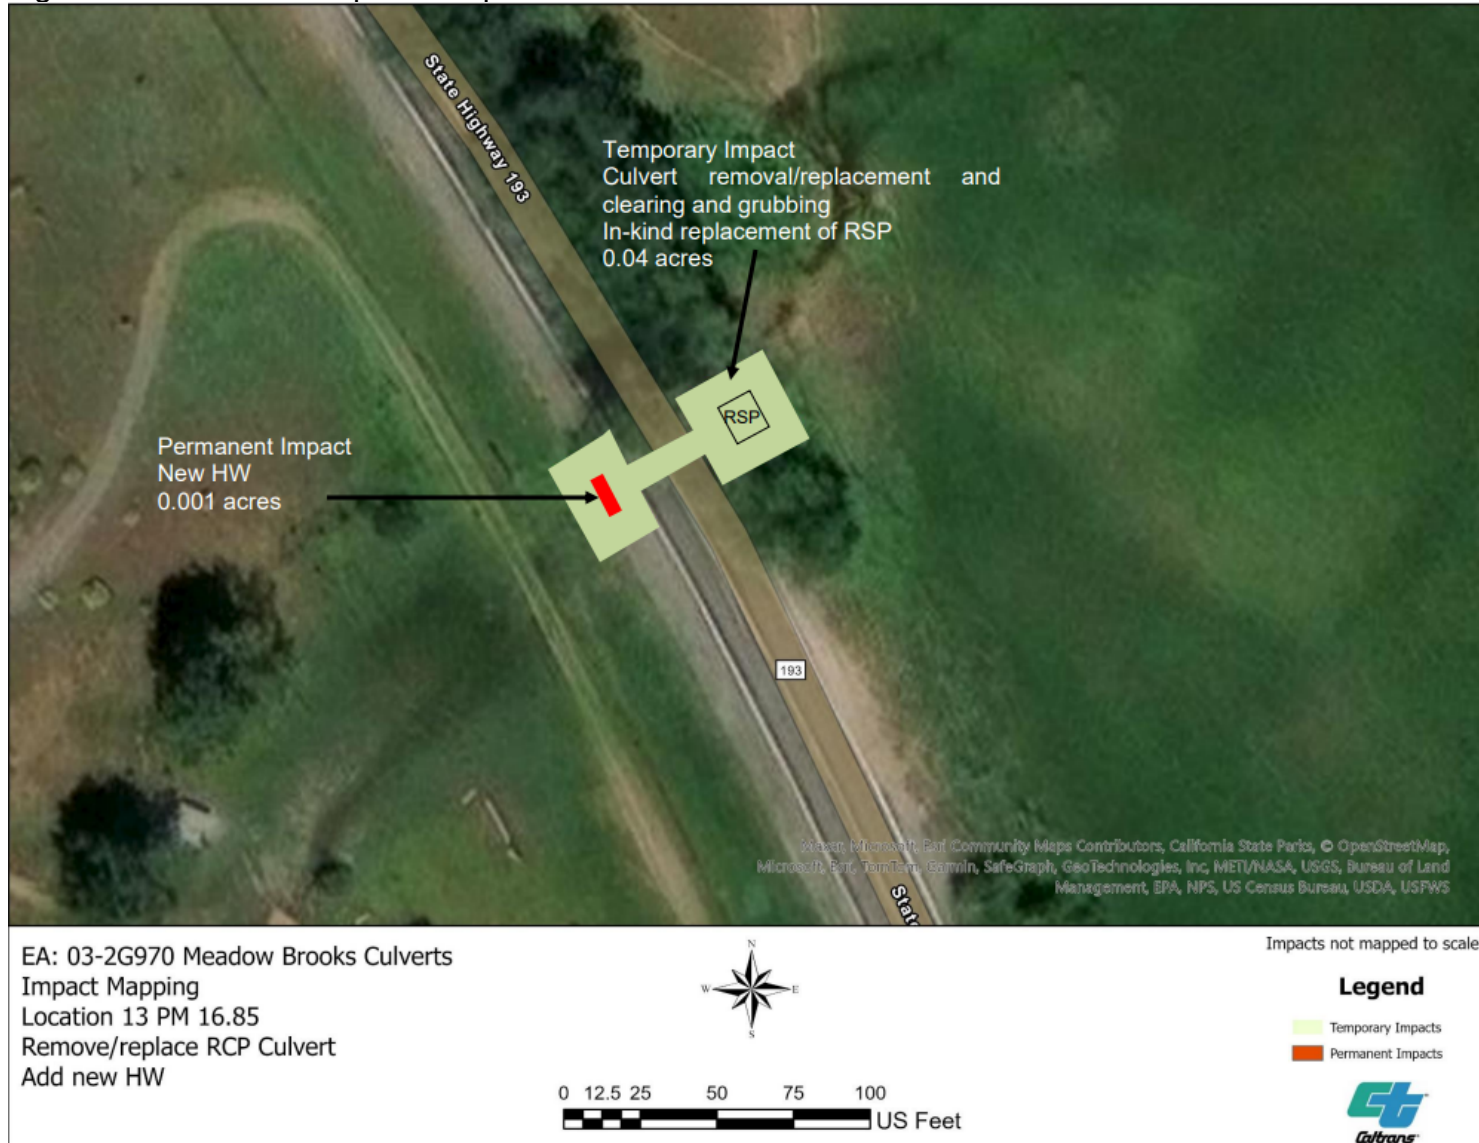 State Highway 193
Temporary Impact
Culvert removal/replacement and
clearing and grubbing
In-kind replacement of RSP
0.04 acres
RSP
Permanent Impact
New HW
0.001 acres
193
State
Maxar, Microsoft, Esri Community Maps Contributors, California State Parks, © OpenStreetMap,
Microsoft, Esri, TomTom, Garmin, SafeGraph, GeoTechnologies, Inc, METI/NASA, USGS, Bureau of Land
Management, EPA, NPS, US Census Bureau, USDA, USFWS
EA: 03-2G970 Meadow Brooks Culverts
Impact Mapping
Location 13 PM 16.85
Remove/replace RCP Culvert
Add new HW
N
W E
S
0 12.5 25 50 75 100
US Feet
Impacts not mapped to scale
Legend
Temporary Impacts
Permanent Impacts
Caltrans